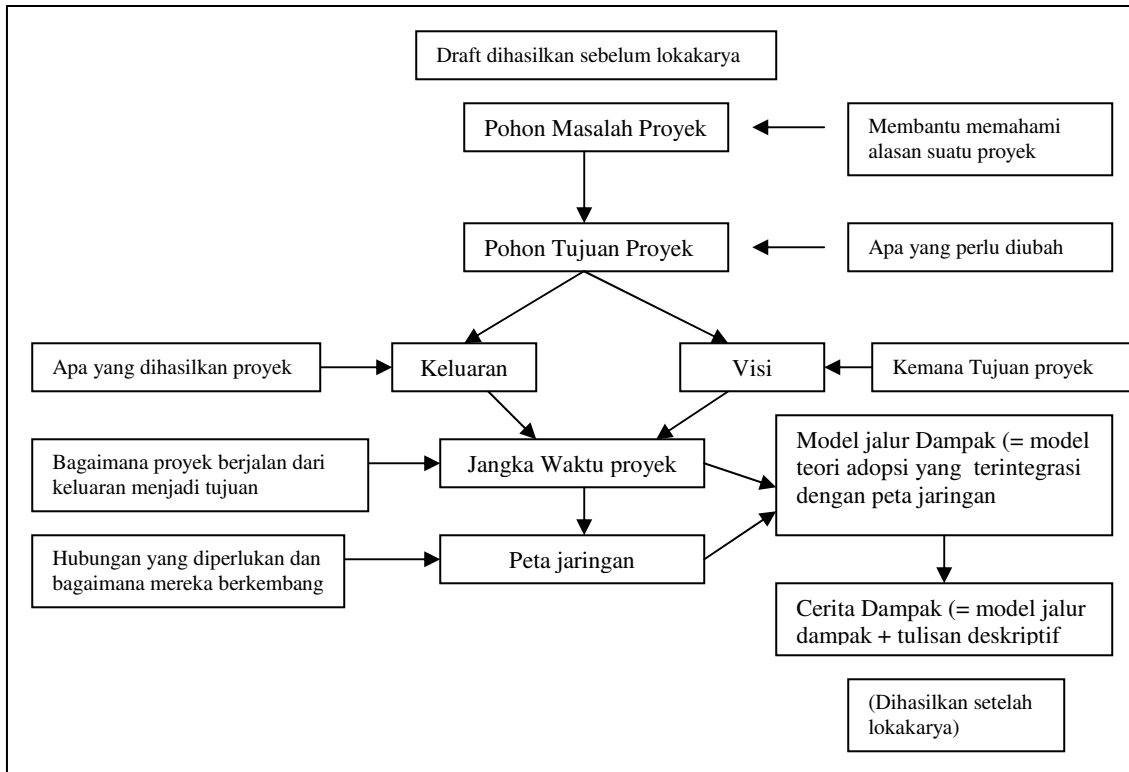 Draft dihasilkan sebelum lokakarya
Pohon Masalah Proyek
Membantu memahami
alasan suatu proyek
Pohon Tujuan Proyek
Apa yang perlu diubah
Apa yang dihasilkan proyek
Keluaran
Visi
Kemana Tujuan proyek
Bagaimana proyek berjalan dari
keluaran menjadi tujuan
Jangka Waktu proyek
Model jalur Dampak (= model
teori adopsi yang terintegrasi
dengan peta jaringan
Hubungan yang diperlukan dan
bagaimana mereka berkembang
Peta jaringan
Cerita Dampak (= model jalur
dampak + tulisan deskriptif
(Dihasilkan setelah
lokakarya)